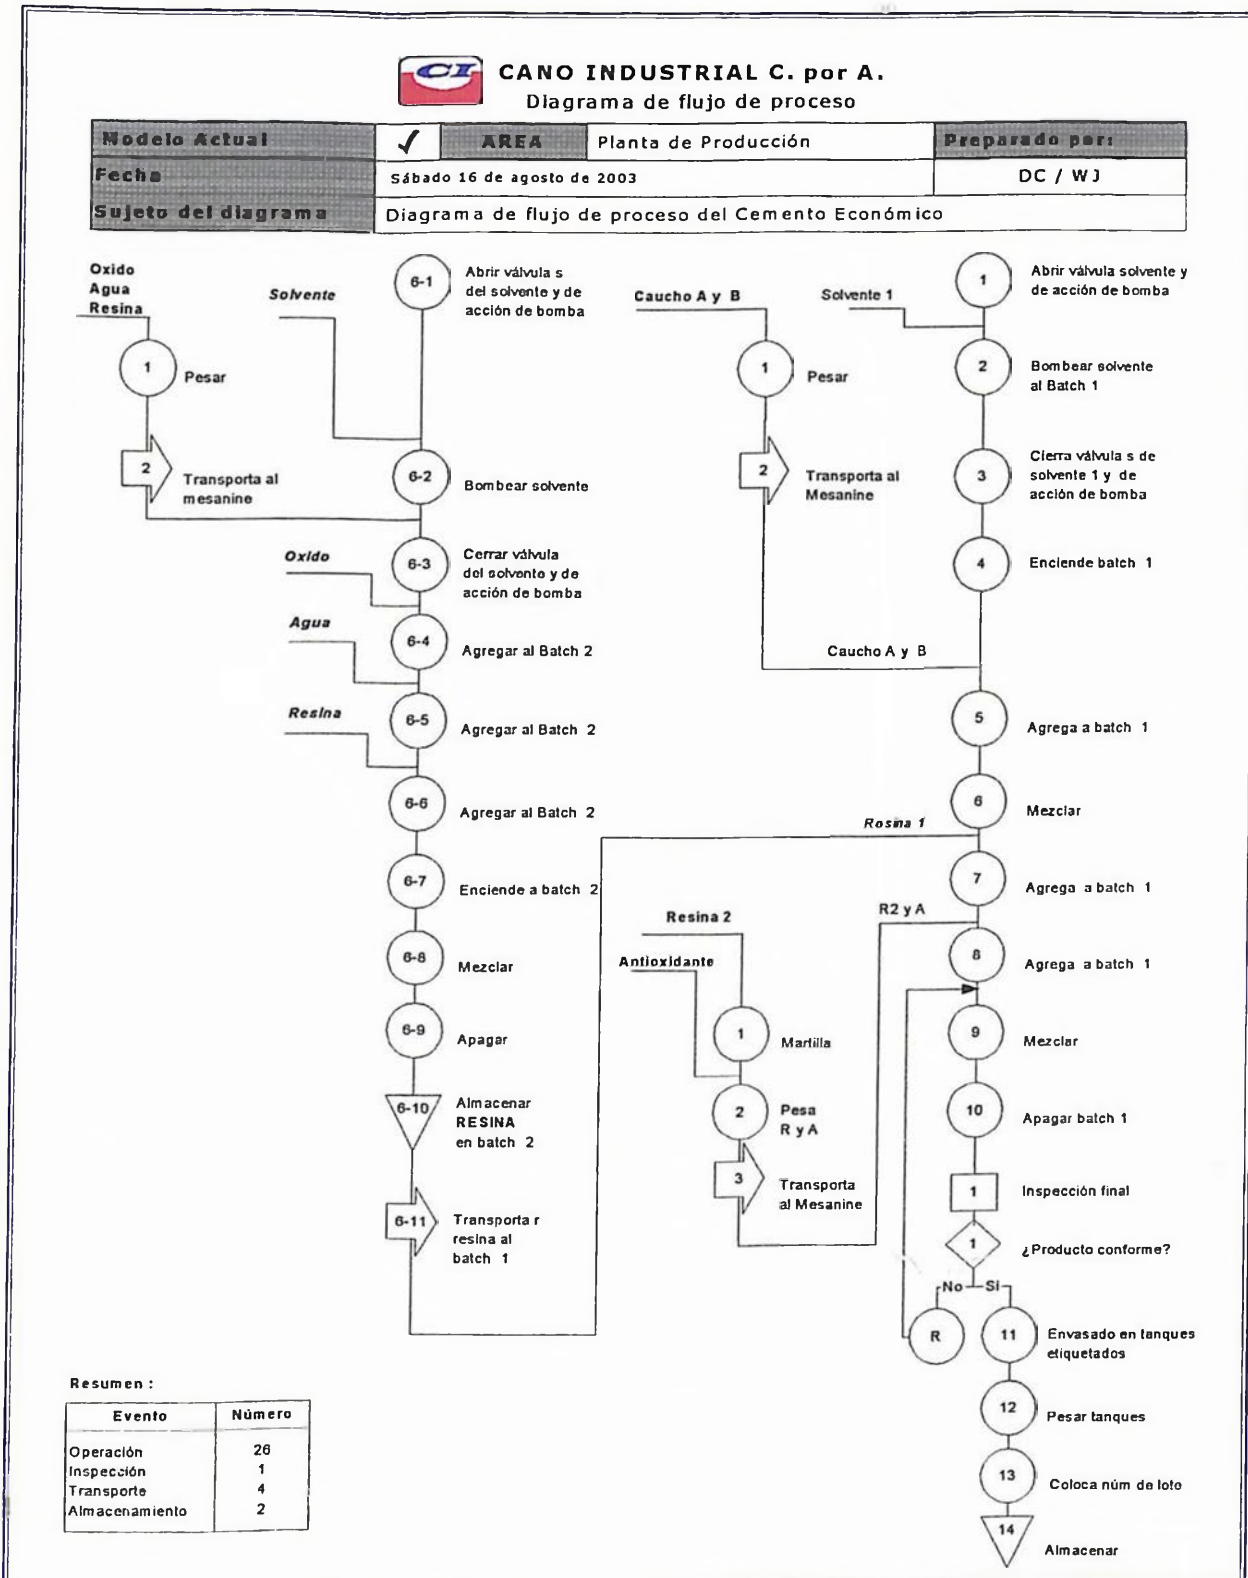 CI
CANO INDUSTRIAL C. por A.
Diagrama de flujo de proceso
Modelo Actual ✓ AREA Planta de Producción Preparado por:
Fecha Sábado 16 de agosto de 2003 DC / WJ
Sujeto del diagrama Diagrama de flujo de proceso del Cemento Económico
Oxido
Agua
Resina
1
Pesar
2
Transporta al
mesanine
Solvente
6-1
Abrir válvula s
del solvente y de
acción de bomba
6-2
Bombear solvente
Oxido
6-3
Cerrar válvula
del solvente y de
acción de bomba
Agua
6-4
Agregar al Batch 2
Resina
6-5
Agregar al Batch 2
6-6
Agregar al Batch 2
6-7
Enciende a batch 2
6-8
Mezclar
6-9
Apagar
6-10
Almacenar
RESINA
en batch 2
6-11
Transporta r
resina al
batch 1
Caucho A y B
1
Pesar
2
Transporta al
Mesanine
Caucho A y B
Solvente 1
1
Abrir válvula solvente y
de acción de bomba
2
Bombear solvente
al Batch 1
3
Cierra válvula s de
solvente 1 y de
acción de bomba
4
Enciende batch 1
5
Agrega a batch 1
6
Mezclar
Rosina 1
7
Agrega a batch 1
R2 y A
8
Agrega a batch 1
Resina 2
Antioxidante
1
Martilla
2
Pesa
R y A
3
Transporta
al Mesanine
9
Mezclar
10
Apagar batch 1
1
Inspección final
1
¿Producto conforme?
No Si
R
11
Envasado en tanques
etiquetados
12
Pesar tanques
13
Coloca núm de loto
14
Almacenar
Resumen :
Evento Número
Operación 26
Inspección 1
Transporte 4
Almacenamiento 2